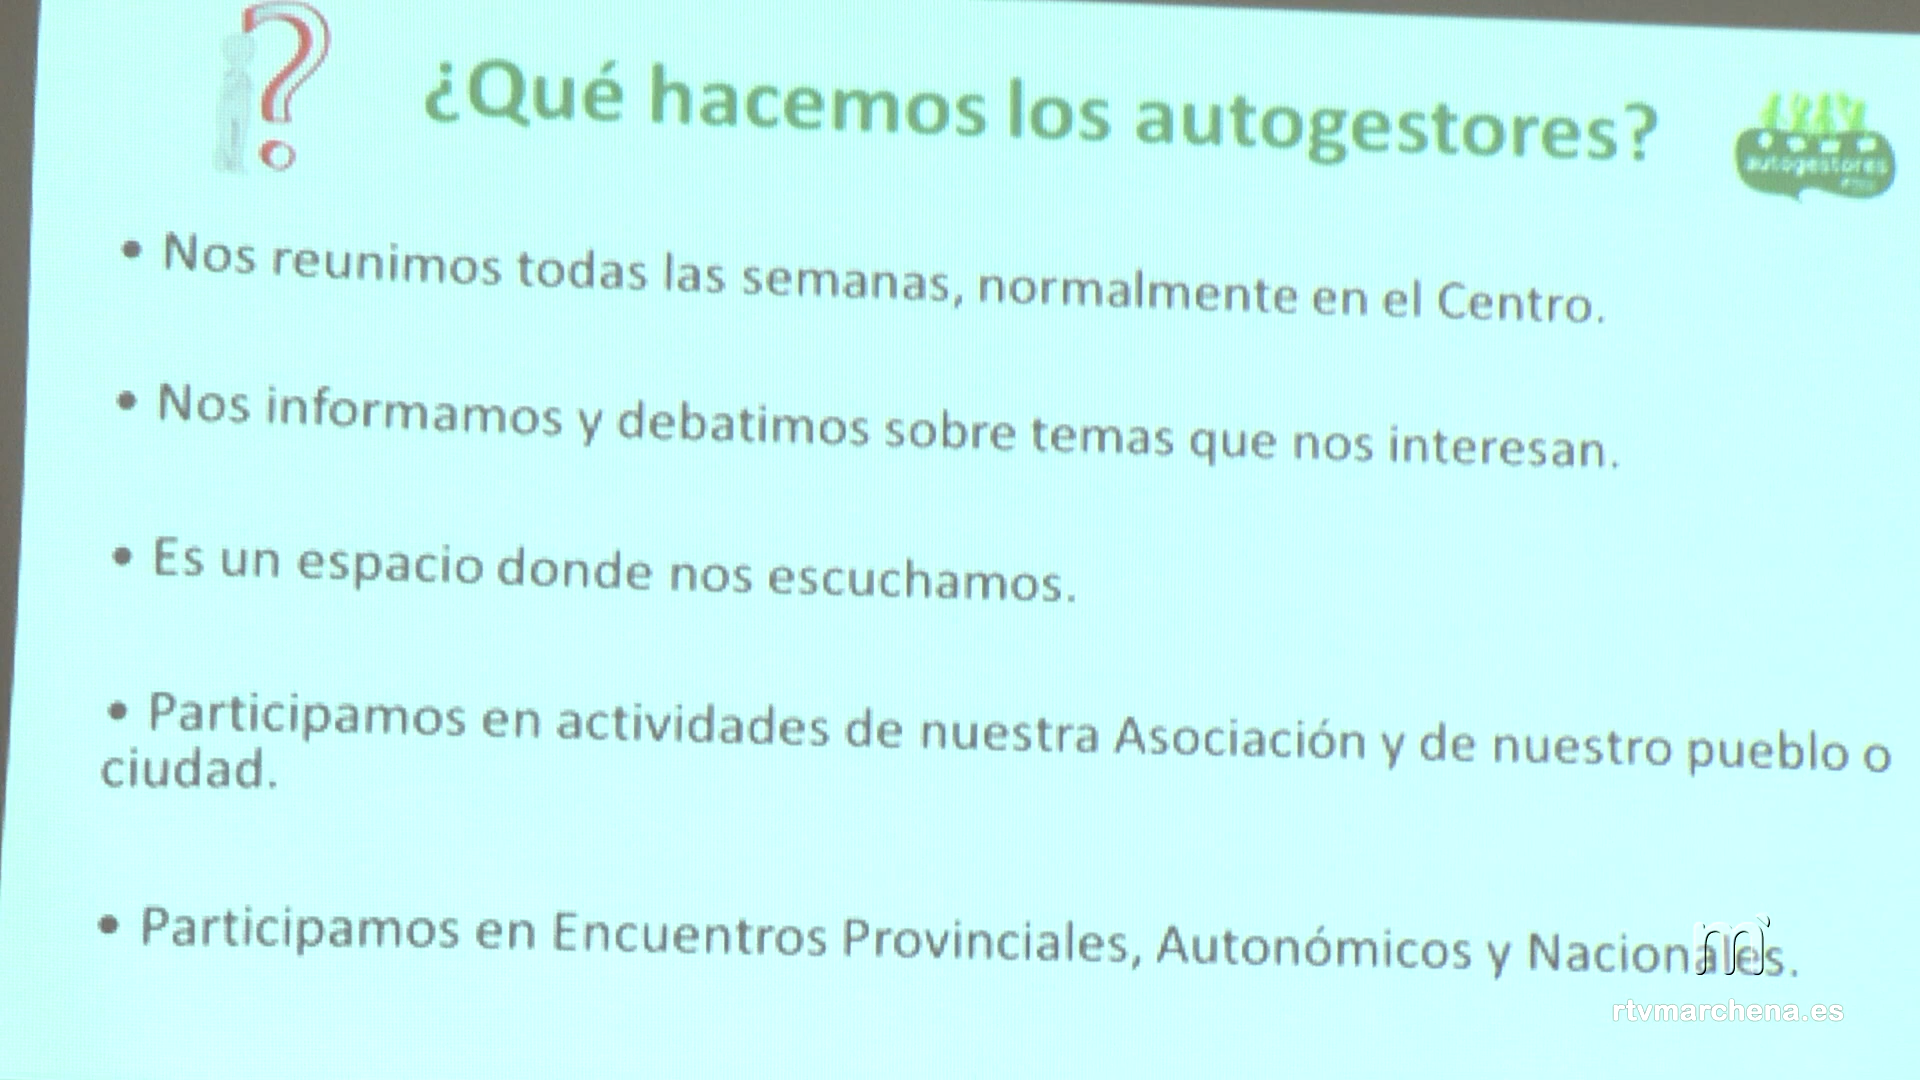 ¿Qué hacemos los autogestores?
autogestores
• Nos reunimos todas las semanas, normalmente en el Centro.
• Nos informamos y debatimos sobre temas que nos interesan.
• Es un espacio donde nos escuchamos.
• Participamos en actividades de nuestra Asociación y de nuestro pueblo o
ciudad.
• Participamos en Encuentros Provinciales, Autonómicos y Nacionales.
rtvmarchena.es